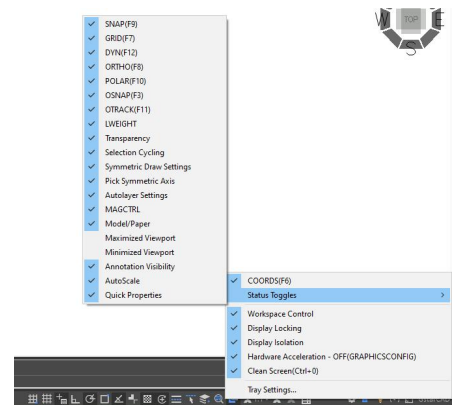 SNAP(F9)
GRID(F7)
DYN(F12)
ORTHO(F8)
POLAR(F10)
OSNAP(F3)
OTRACK(F11)
LWEIGHT
Transparency
Selection Cycling
Symmetric Draw Settings
Pick Symmetric Axis
Autolayer Settings
MAGCTRL
Model/Paper
Maximized Viewport
Minimized Viewport
Annotation Visibility
AutoScale
Quick Properties
W TOP E
S
COORDS(F6)
Status Toggles
Workspace Control
Display Locking
Display Isolation
Hardware Acceleration - OFF(GRAPHICSCONFIG)
Clean Screen(Ctrl+0)
Tray Settings...